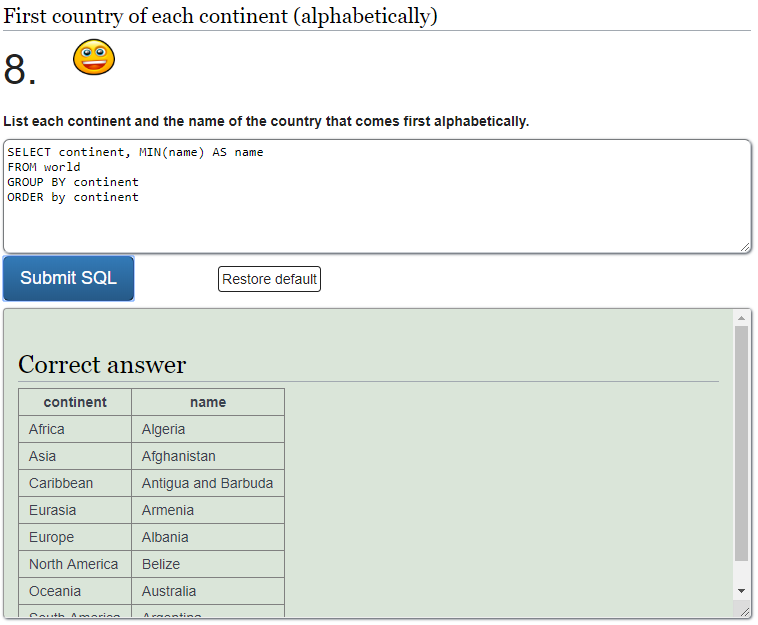 First country of each continent (alphabetically)
8.
List each continent and the name of the country that comes first alphabetically.
SELECT continent, MIN(name) AS name
FROM world
GROUP BY continent
ORDER by continent
Submit SQL
Restore default
Correct answer
continent name
Africa Algeria
Asia Afghanistan
Caribbean Antigua and Barbuda
Eurasia Armenia
Europe Albania
North America Belize
Oceania Australia
South America Argentina